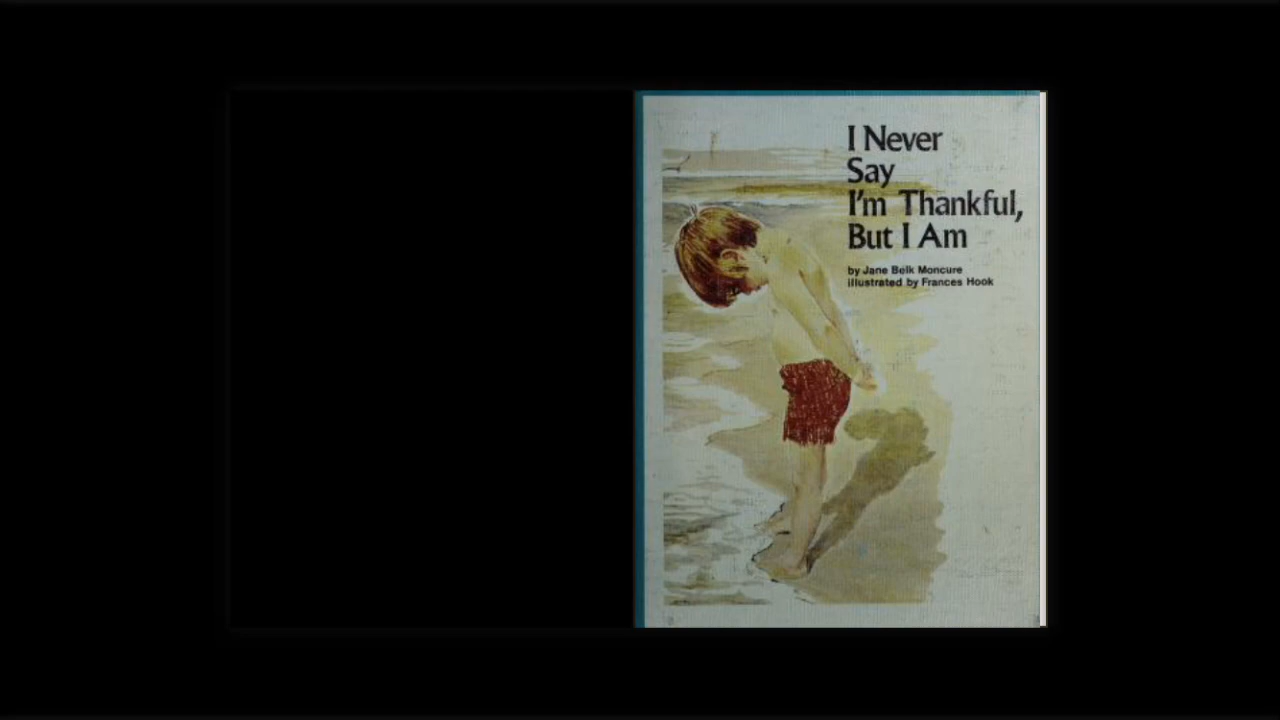 I Never
Say
I'm Thankful,
But I Am
by Jane Belk Moncure
illustrated by Frances Hook